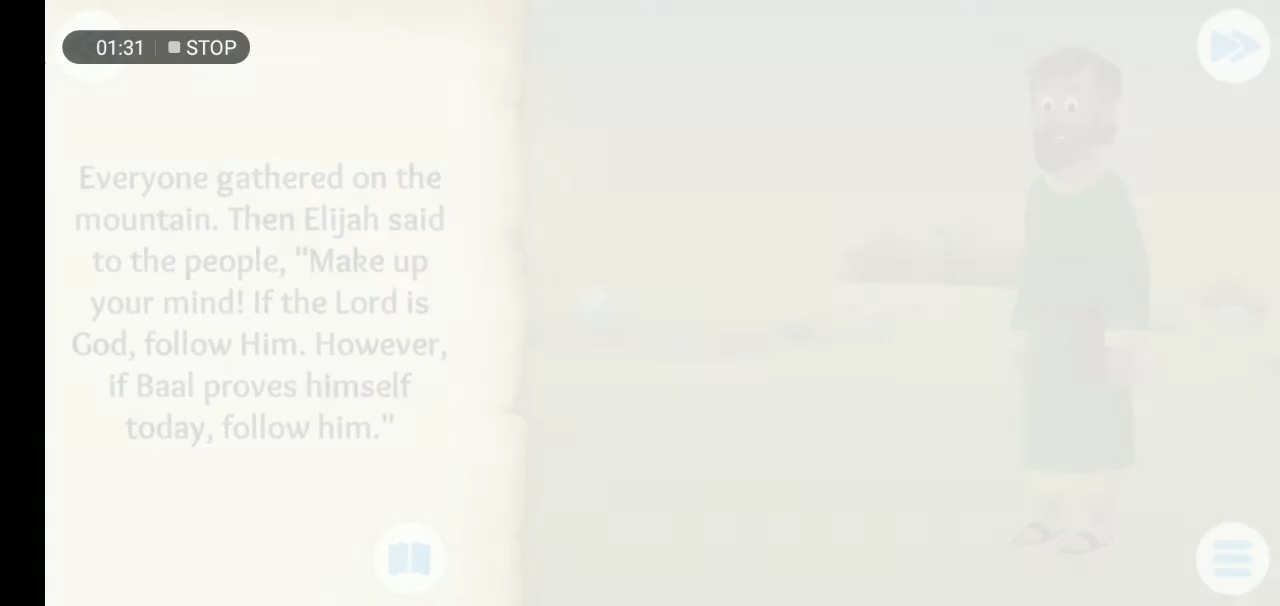 01:31 STOP
Everyone gathered on the
mountain. Then Elijah said
to the people, "Make up
your mind! If the Lord is
God, follow Him. However,
if Baal proves himself
today, follow him."